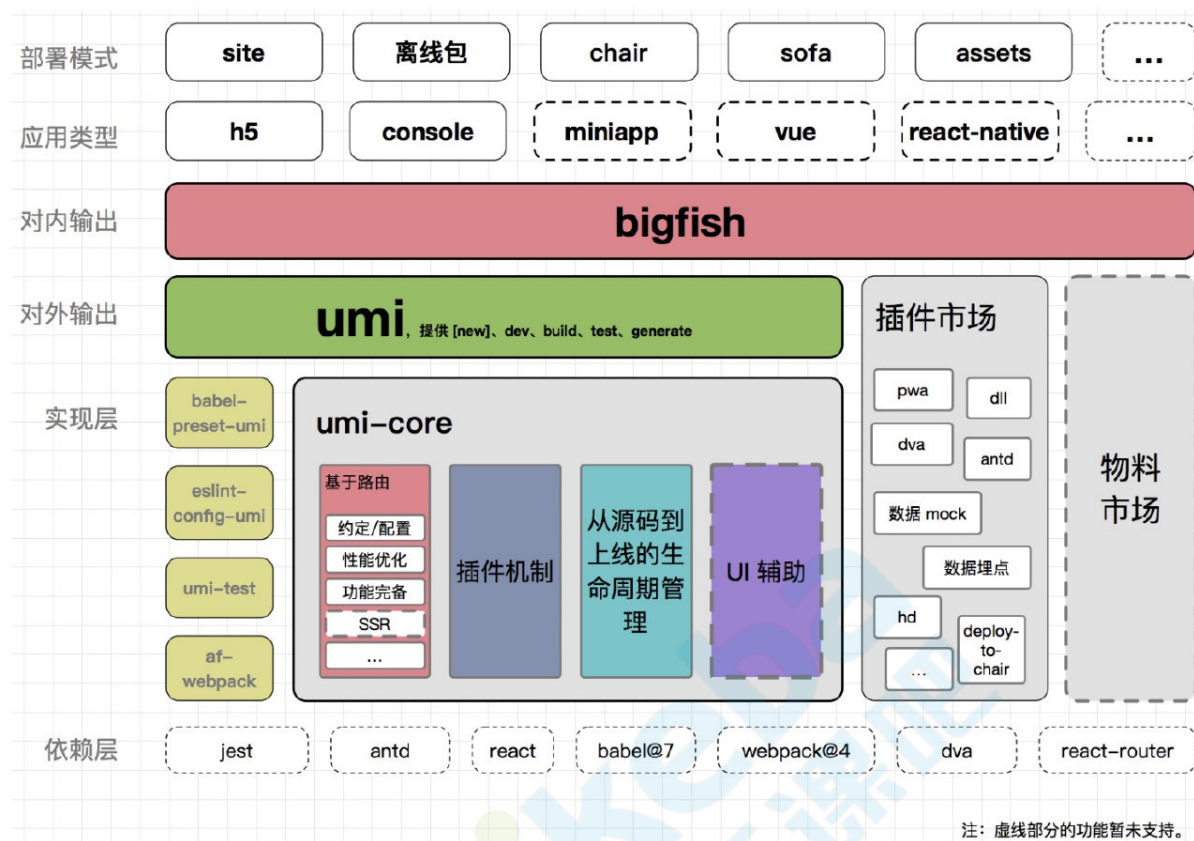 部署模式
site
离线包
chair
sofa
assets
...
应用类型
h5
console
miniapp
vue
react-native
...
对内输出
bigfish
对外输出
umi, 提供 [new]、dev、build、test、generate
插件市场
pwa
dll
dva
antd
数据 mock
数据埋点
hd
deploy-
to-
chair
...
物料
市场
实现层
babel-
preset-umi
eslint-
config-umi
umi-test
af-
webpack
umi-core
基于路由
约定/配置
性能优化
功能完备
SSR
...
插件机制
从源码到
上线的生
命周期管
理
UI 辅助
依赖层
jest
antd
react
babel@7
webpack@4
dva
react-router
注：虚线部分的功能暂未支持。